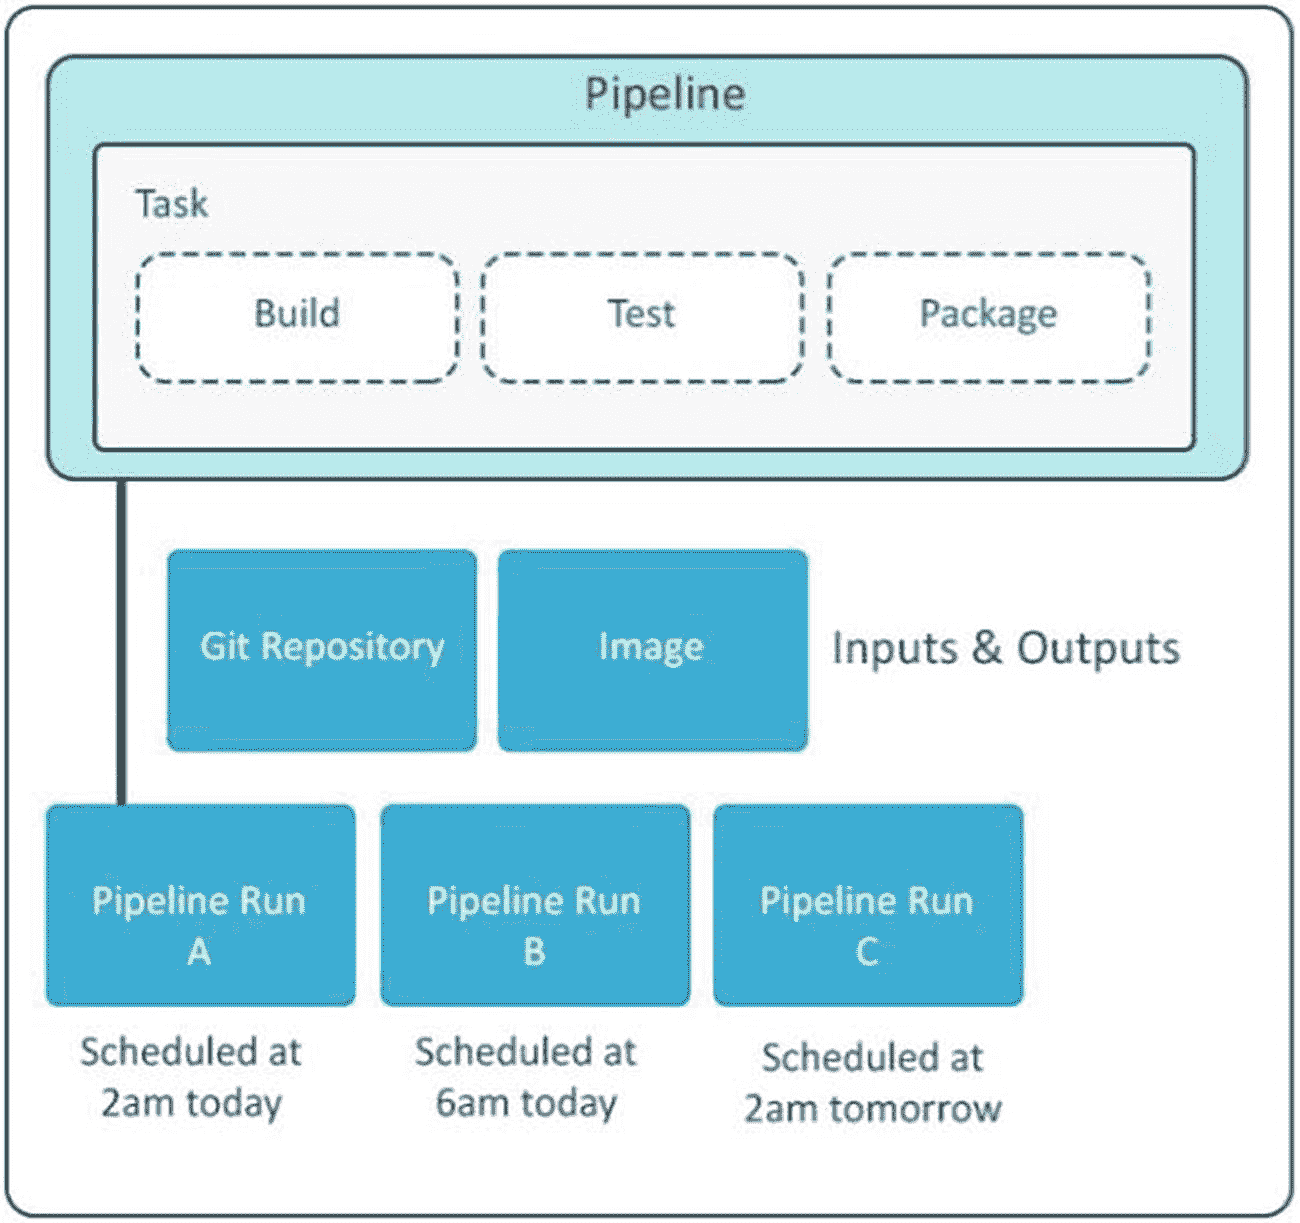 Pipeline
Task
Build
Test
Package
Git Repository
Image
Inputs & Outputs
Pipeline Run
A
Pipeline Run
B
Pipeline Run
C
Scheduled at
2am today
Scheduled at
6am today
Scheduled at
2am tomorrow